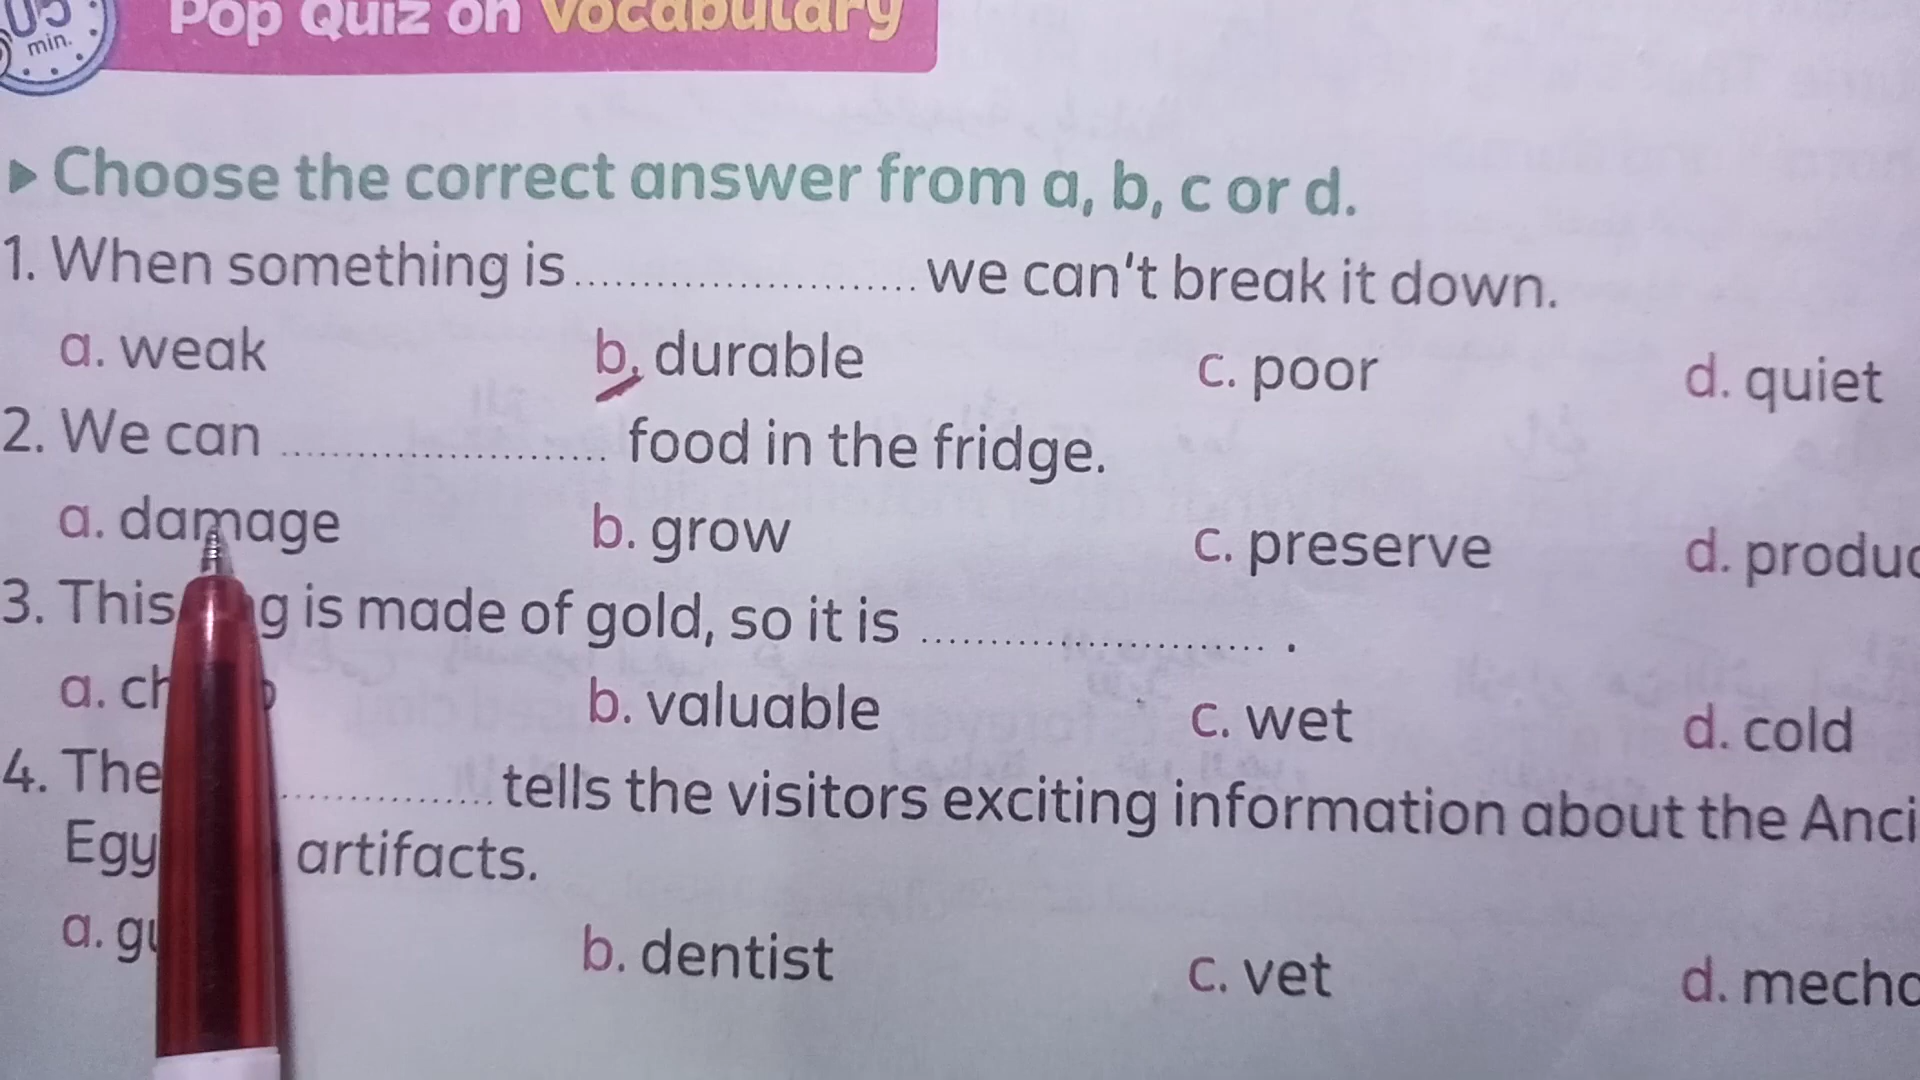 min.
Pop Quiz on Vocabulary
Choose the correct answer from a, b, c or d.
1. When something is ........................ we can't break it down.
a. weak b. durable c. poor d. quiet
2. We can ........................ food in the fridge.
a. damage b. grow c. preserve d.
3. This is made of gold, so it is ........................ .
a. b. valuable c. wet d. cold
4. The ........................ tells the visitors exciting information about the
artifacts.
a. b. dentist c. vet d.